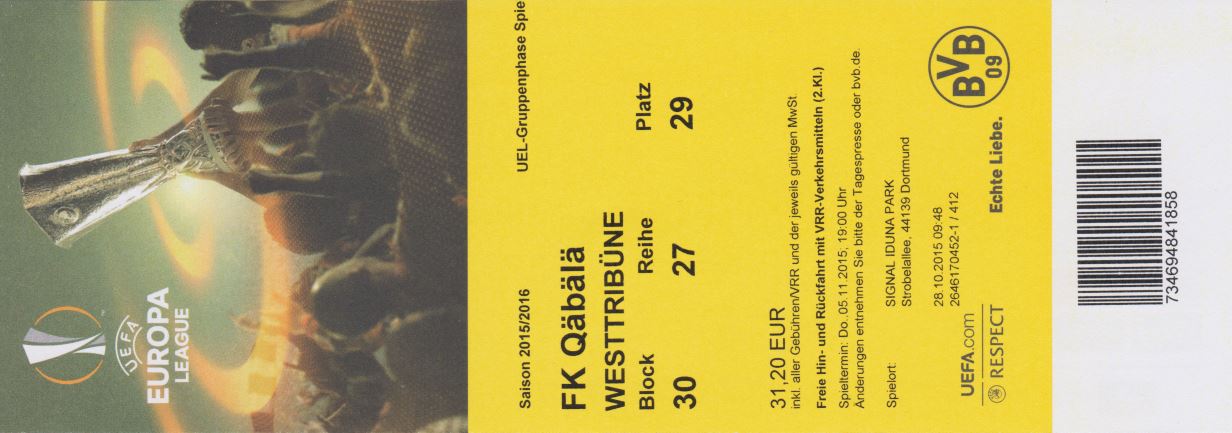 UEFA
EUROPA
LEAGUE
Saison 2015/2016 UEL-Gruppenphase Spie
FK Qäbälä
WESTTRIBÜNE
Block Reihe Platz
30 27 29
31,20 EUR
inkl. aller Gebühren/VRR und der jeweils gültigen MwSt.
Freie Hin- und Rückfahrt mit VRR-Verkehrsmitteln (2.Kl.)
Spieltermin: Do..05.11.2015, 19:00 Uhr
Änderungen entnehmen Sie bitte der Tagespresse oder bvb.de.
Spielort: SIGNAL IDUNA PARK
Strobelallee, 44139 Dortmund
28.10.2015 09:48
2646170452-1 / 412
UEFA.com
RESPECT
BVB
09
Echte Liebe.
734694841858